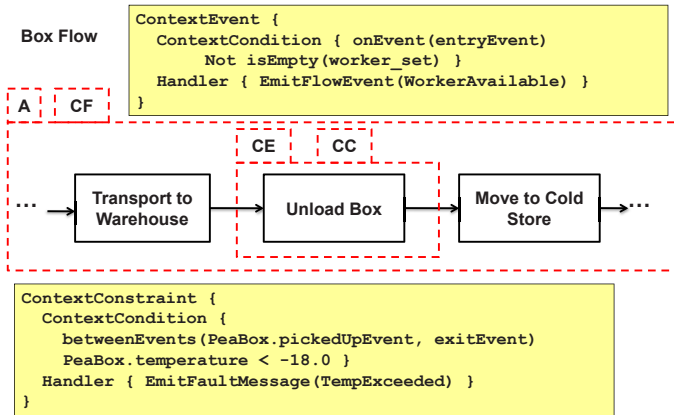 Box Flow
ContextEvent {
ContextCondition { onEvent(entryEvent)
Not isEmpty(worker_set) }
Handler { EmitFlowEvent(WorkerAvailable) }
}
A CF
CE CC
... Transport to Warehouse
Unload Box
Move to Cold Store ...
ContextConstraint {
ContextCondition {
betweenEvents(PeaBox.pickedUpEvent, exitEvent)
PeaBox.temperature < -18.0 }
Handler { EmitFaultMessage(TempExceeded) }
}